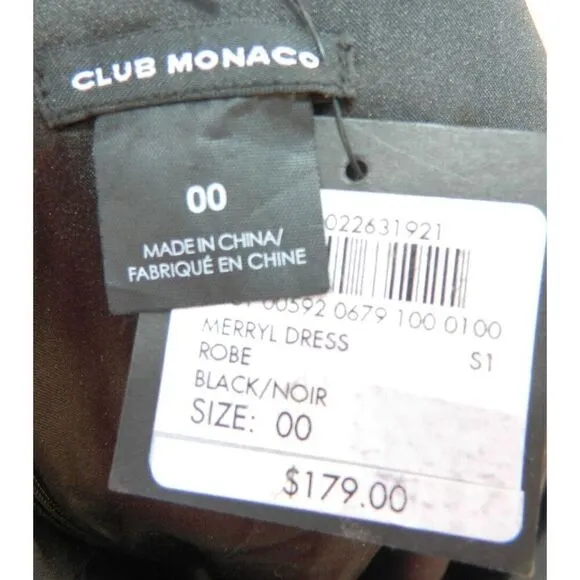 CLUB MONACO
00
MADE IN CHINA/
FABRIQUÉ EN CHINE
022631921
00592 0679 100 0100
MERRYL DRESS
ROBE S1
BLACK/NOIR
SIZE: 00
$179.00